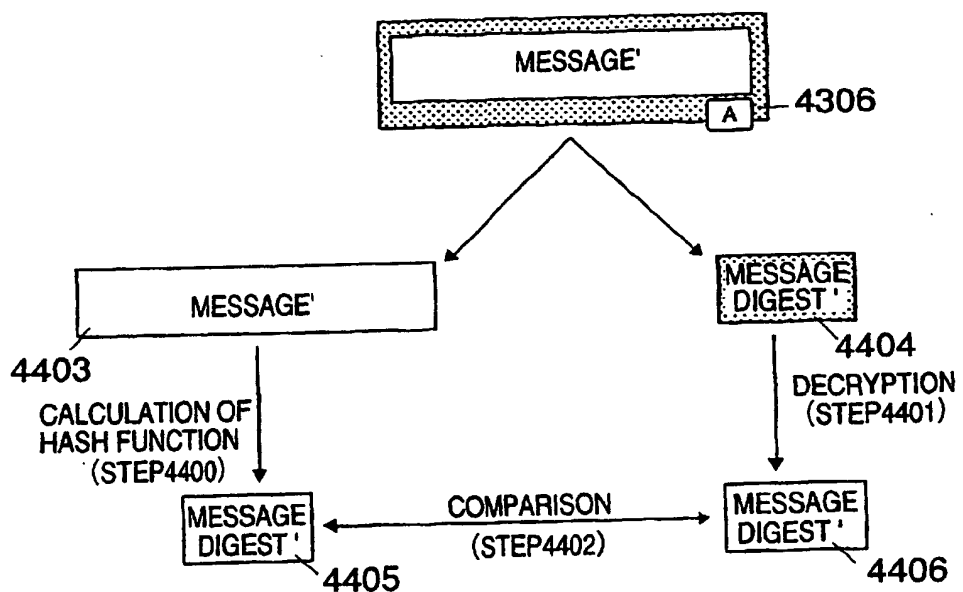 MESSAGE'
A
4306
MESSAGE'
4403
MESSAGE
DIGEST'
4404
CALCULATION OF
HASH FUNCTION
(STEP4400)
DECRYPTION
(STEP4401)
MESSAGE
DIGEST'
4405
COMPARISON
(STEP4402)
MESSAGE
DIGEST'
4406